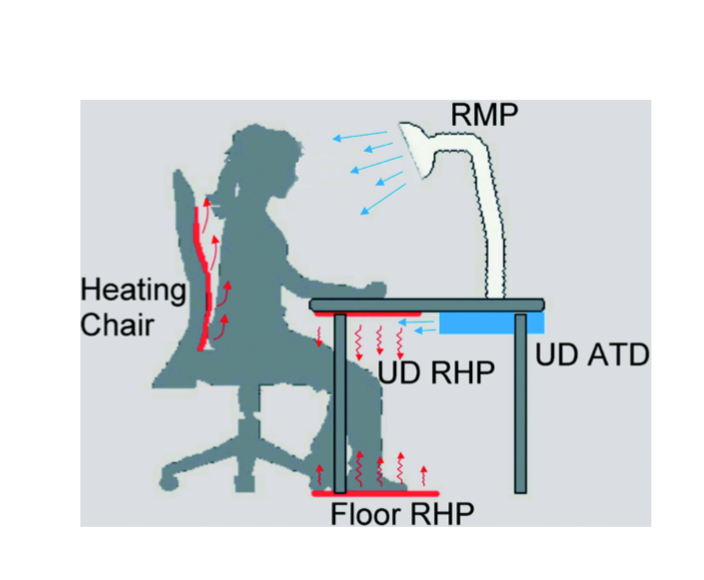 RMP
Heating
Chair
UD ATD
UD RHP
Floor RHP